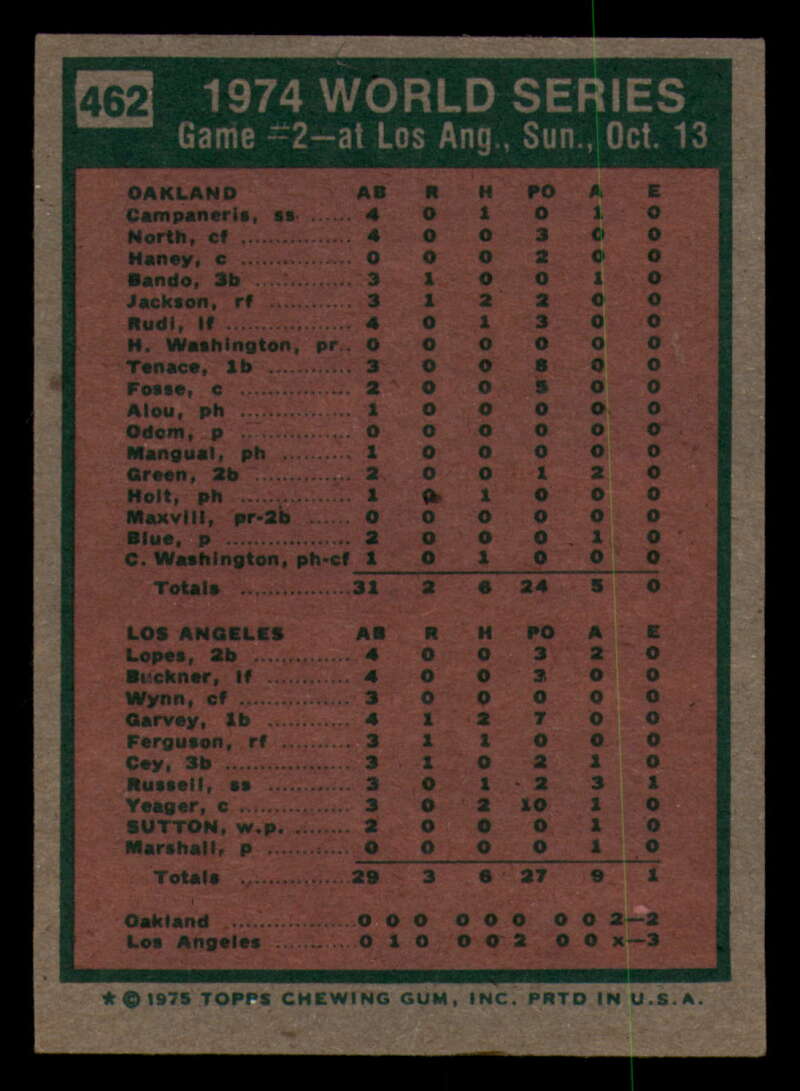 462
1974 WORLD SERIES
Game #2—at Los Ang., Sun., Oct. 13
OAKLAND AB R H PO A E
Campaneris, ss ...... 4 0 1 0 1 0
North, cf ................ 4 0 0 3 0 0
Haney, c ................ 0 0 0 2 0 0
Bando, 3b .............. 3 1 0 0 1 0
Jackson, rf ............ 3 1 2 2 0 0
Rudi, lf .................. 4 0 1 3 0 0
H. Washington, pr.. 0 0 0 0 0 0
Tenace, 1b ............ 3 0 0 8 0 0
Fosse, c ................ 2 0 0 5 0 0
Alou, ph ................ 1 0 0 0 0 0
Odom, p ................ 0 0 0 0 0 0
Mangual, ph .......... 1 0 0 0 0 0
Green, 2b .............. 2 0 0 1 2 0
Holt, ph ................ 1 0 1 0 0 0
Maxvill, pr-2b ...... 0 0 0 0 0 0
Blue, p .................. 2 0 0 0 1 0
C. Washington, ph-cf 1 0 1 0 0 0
Totals ................ 31 2 6 24 5 0
LOS ANGELES AB R H PO A E
Lopes, 2b .............. 4 0 0 3 2 0
Buckner, lf ............ 4 0 0 3 0 0
Wynn, cf ................ 3 0 0 0 0 0
Garvey, 1b ............ 4 1 2 7 0 0
Ferguson, rf .......... 3 1 1 0 0 0
Cey, 3b .................. 3 1 0 2 1 0
Russell, ss ............ 3 0 1 2 3 1
Yeager, c ................ 3 0 2 10 1 0
SUTTON, w.p. ........ 2 0 0 0 1 0
Marshall, p ............ 0 0 0 0 1 0
Totals ................ 29 3 6 27 9 1
Oakland .................. 0 0 0 0 0 0 0 0 2—2
Los Angeles ............ 0 1 0 0 0 2 0 0 x—3
★ © 1975 TOPPS CHEWING GUM, INC. PRTD IN U.S.A.